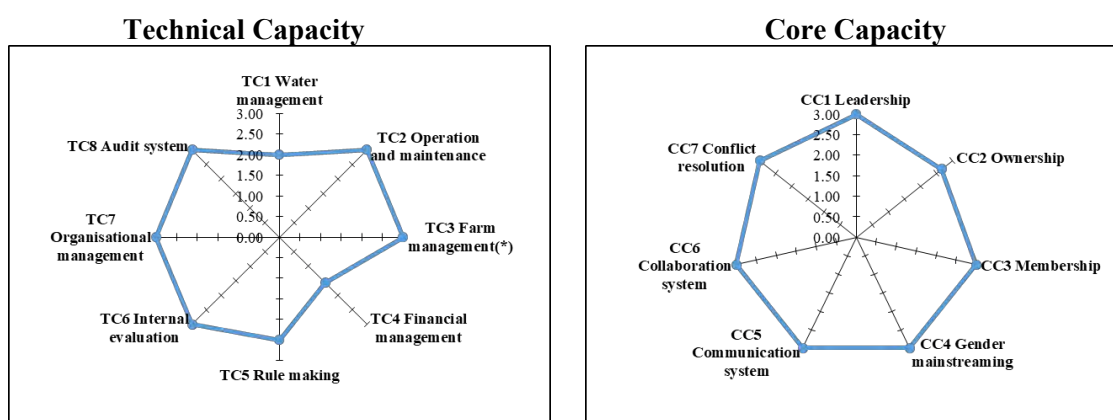 Technical Capacity
TC1 Water
management
3.00
2.50
2.00
1.50
1.00
0.50
0.00
TC2 Operation
and maintenance
TC3 Farm
management(*)
TC4 Financial
management
TC5 Rule making
TC6 Internal
evaluation
TC7
Organisational
management
TC8 Audit system
Core Capacity
CC1 Leadership
3.00
2.50
2.00
1.50
1.00
0.50
0.00
CC2 Ownership
CC3 Membership
CC4 Gender
mainstreaming
CC5
Communication
system
CC6
Collaboration
system
CC7 Conflict
resolution